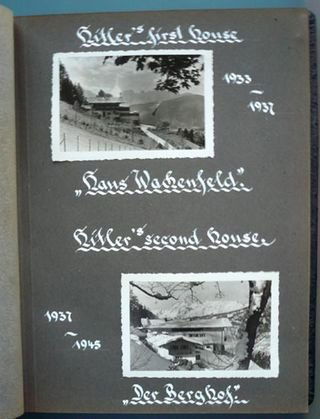 Hitler's first house
1933
~
1937
„Haus Wachenfeld"
Hitler's second house.
1937
~
1945
„Der Berghof".